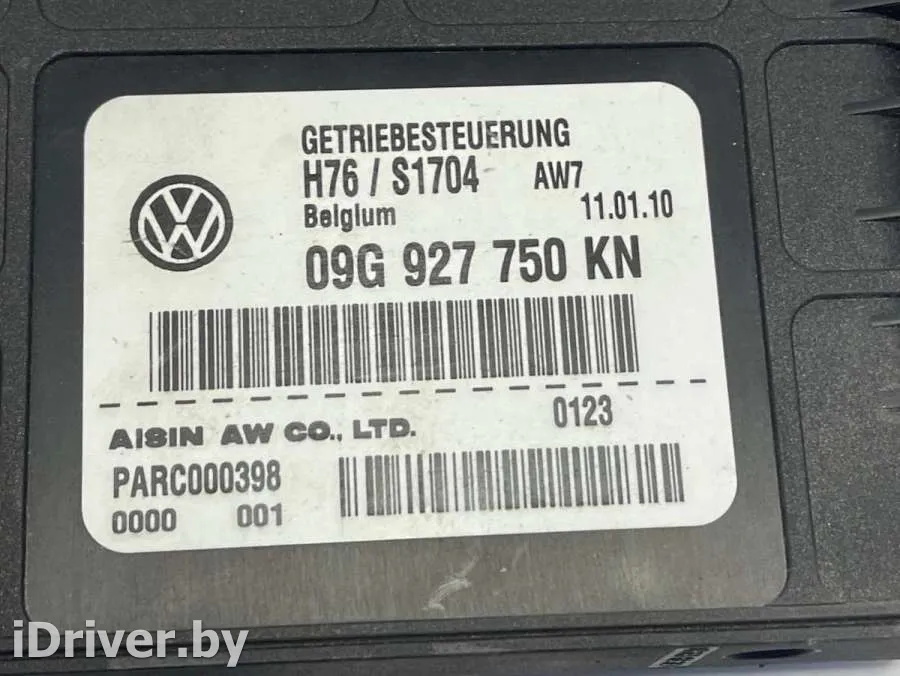 GETRIEBESTEUERUNG
H76 / S1704 AW7
Belgium 11.01.10
09G 927 750 KN
AISIN AW CO., LTD. 0123
PARC000398
0000 001
iDriver.by